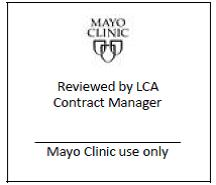 MAYO
CLINIC
Reviewed by LCA
Contract Manager
Mayo Clinic use only